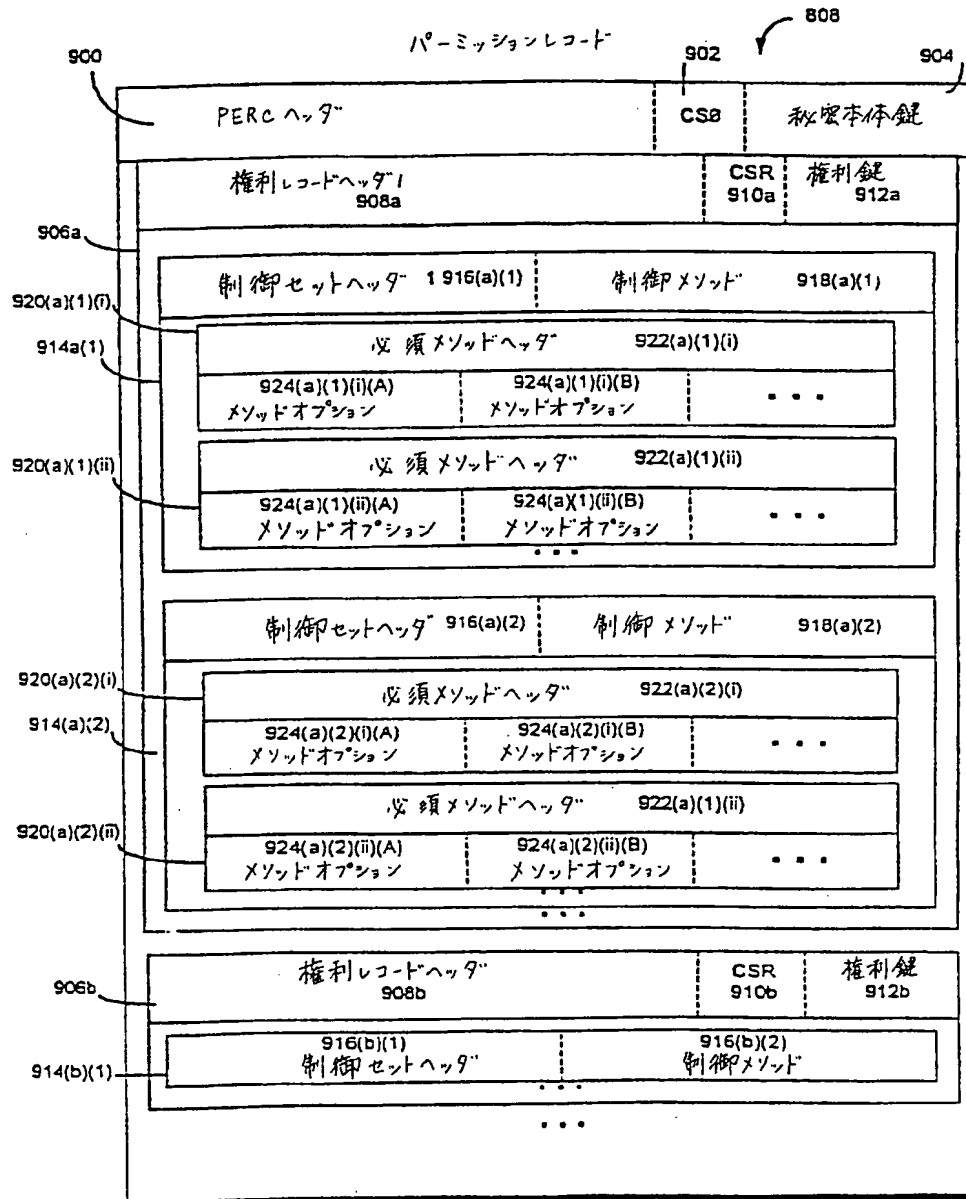 808
パーミッションレコード
900
902
904
PERC ヘッダ
CS0
秘密本体鍵
権利レコードヘッダ1
908a
CSR
910a
権利鍵
912a
906a
制御セットヘッダ 1 916(a)(1)
制御メソッド 918(a)(1)
920(a)(1)(i)
914a(1)
必須メソッドヘッダ 922(a)(1)(i)
924(a)(1)(i)(A)
メソッドオプション
924(a)(1)(i)(B)
メソッドオプション
• • •
920(a)(1)(ii)
必須メソッドヘッダ 922(a)(1)(ii)
924(a)(1)(ii)(A)
メソッドオプション
924(a)(1)(ii)(B)
メソッドオプション
• • •
• • •
制御セットヘッダ 916(a)(2)
制御メソッド 918(a)(2)
920(a)(2)(i)
914(a)(2)
必須メソッドヘッダ 922(a)(2)(i)
924(a)(2)(i)(A)
メソッドオプション
924(a)(2)(i)(B)
メソッドオプション
• • •
920(a)(2)(ii)
必須メソッドヘッダ 922(a)(1)(ii)
924(a)(2)(ii)(A)
メソッドオプション
924(a)(2)(ii)(B)
メソッドオプション
• • •
• • •
• • •
906b
権利レコードヘッダ
908b
CSR
910b
権利鍵
912b
914(b)(1)
916(b)(1)
制御セットヘッダ
916(b)(2)
制御メソッド
• • •
• • •